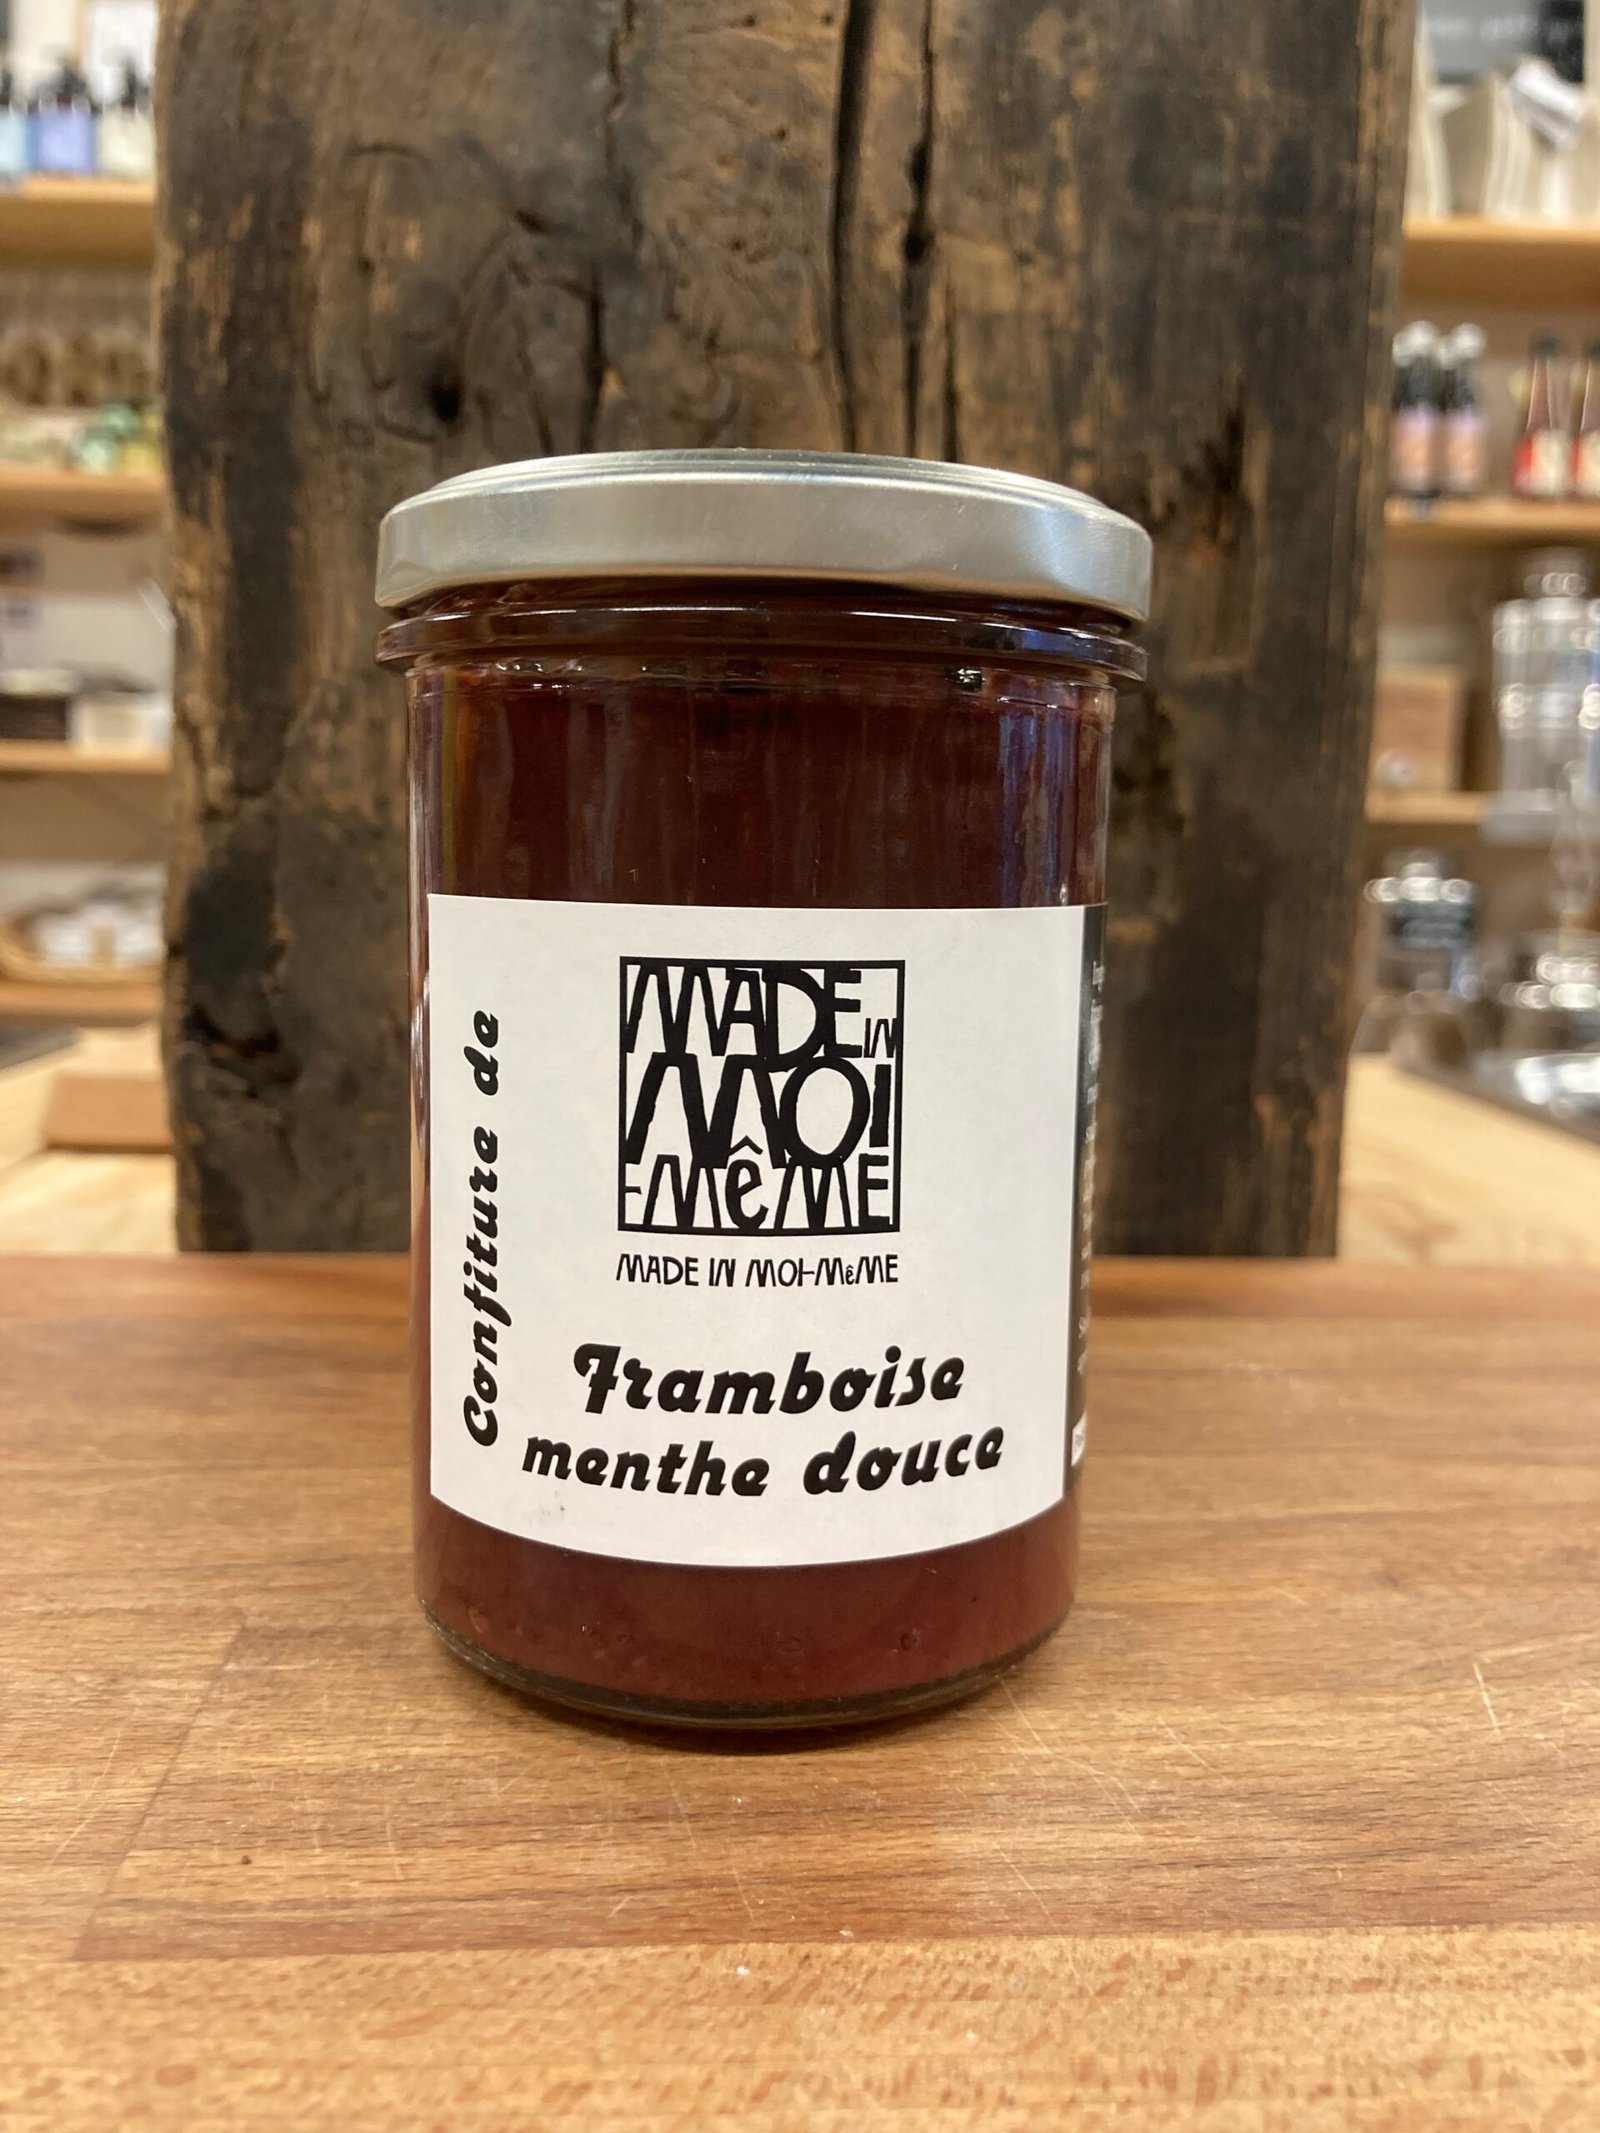 MADE IN
MOI
-MêME
MADE IN MOI-MêME
Confiture de
Framboise
menthe douce